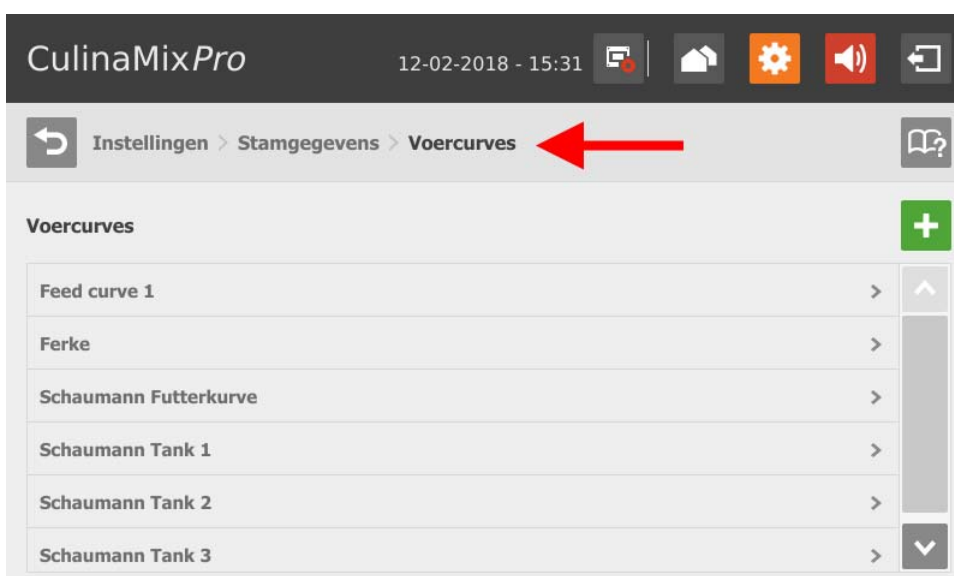 CulinaMixPro 12-02-2018 - 15:31
Instellingen > Stamgegevens > Voercurves
Voercurves
Feed curve 1
Ferke
Schaumann Futterkurve
Schaumann Tank 1
Schaumann Tank 2
Schaumann Tank 3